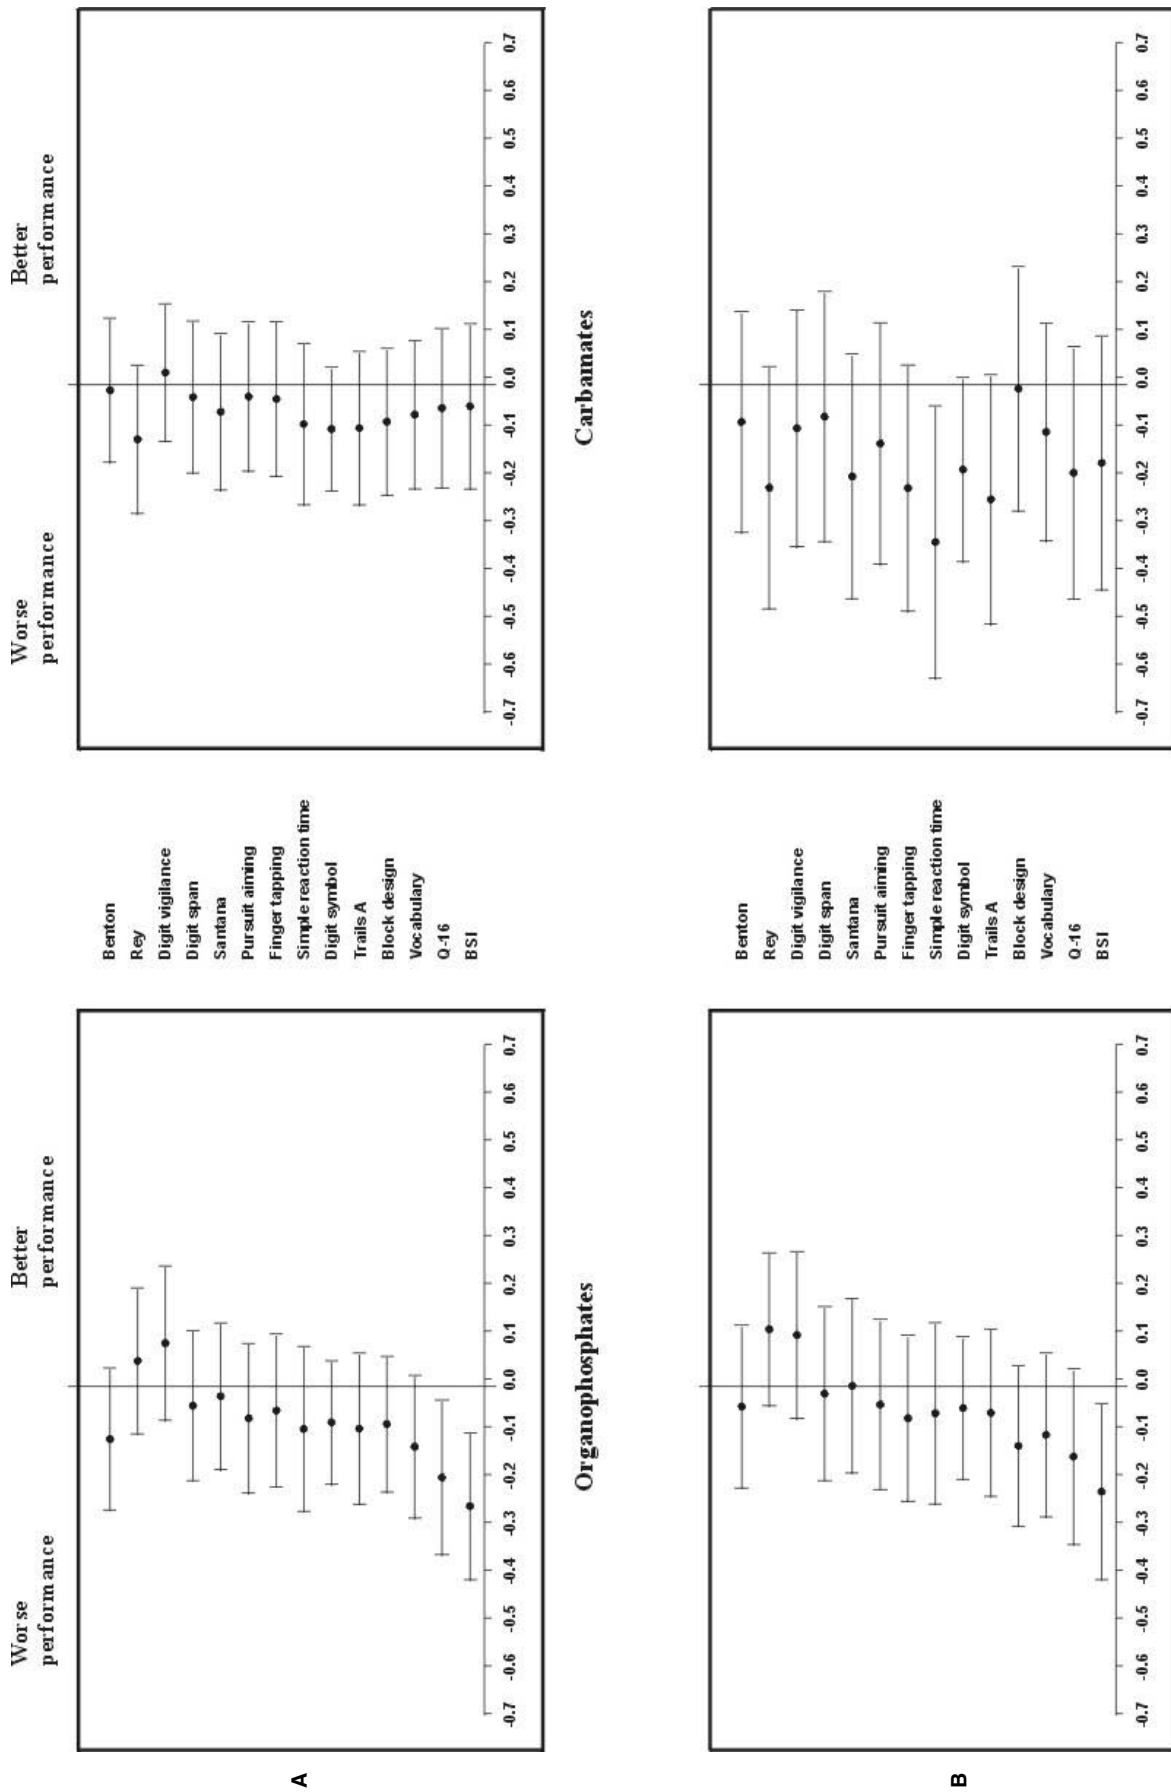 Worse performance
Better performance
Worse performance
Better performance
A
Benton
Rey
Digit vigilance
Digit span
Santana
Pursuit aiming
Finger tapping
Simple reaction time
Digit symbol
Trails A
Block design
Vocabulary
Q-16
BSI
-0.7 -0.6 -0.5 -0.4 -0.3 -0.2 -0.1 0.0 0.1 0.2 0.3 0.4 0.5 0.6 0.7
-0.7 -0.6 -0.5 -0.4 -0.3 -0.2 -0.1 0.0 0.1 0.2 0.3 0.4 0.5 0.6 0.7
Organophosphates
Carbamates
B
Benton
Rey
Digit vigilance
Digit span
Santana
Pursuit aiming
Finger tapping
Simple reaction time
Digit symbol
Trails A
Block design
Vocabulary
Q-16
BSI
-0.7 -0.6 -0.5 -0.4 -0.3 -0.2 -0.1 0.0 0.1 0.2 0.3 0.4 0.5 0.6 0.7
-0.7 -0.6 -0.5 -0.4 -0.3 -0.2 -0.1 0.0 0.1 0.2 0.3 0.4 0.5 0.6 0.7